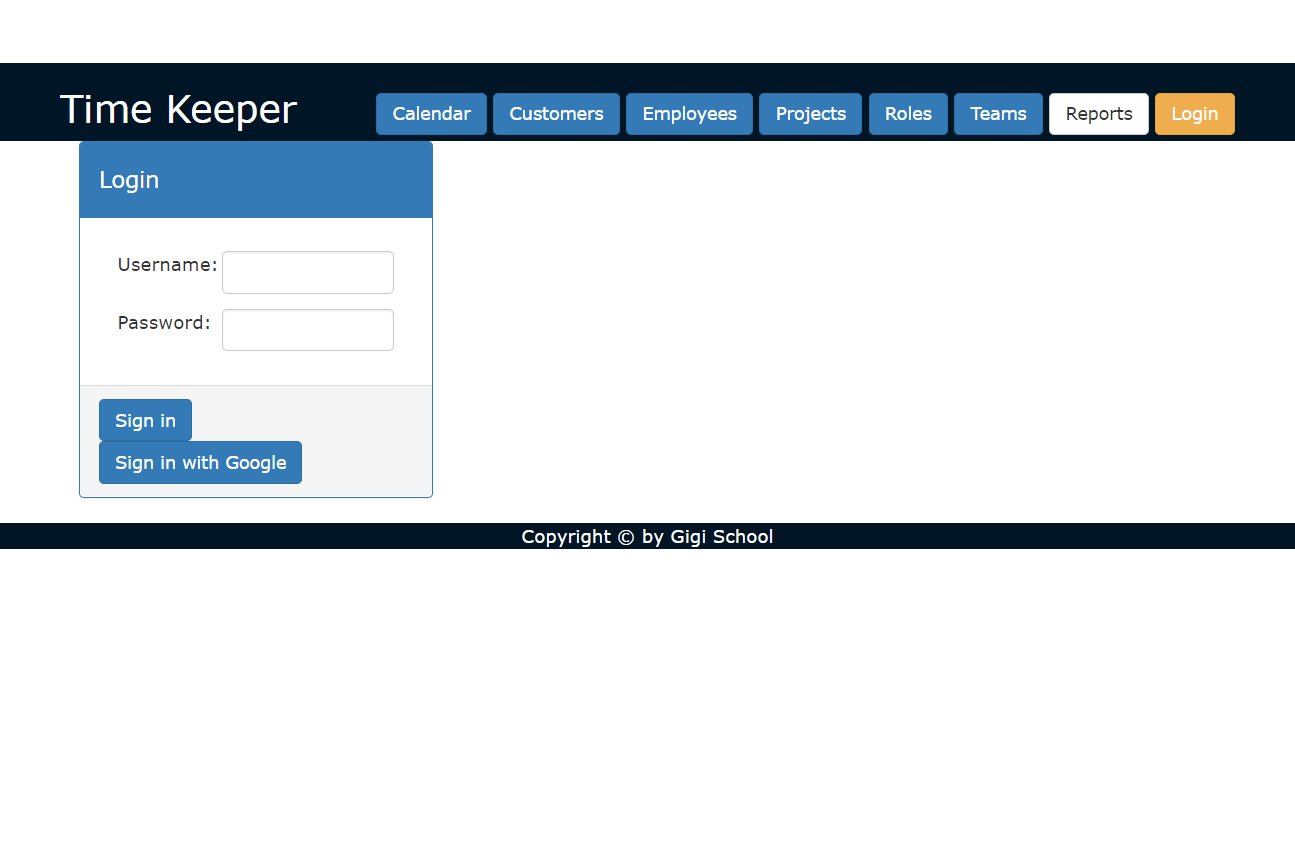 Time Keeper
Calendar Customers Employees Projects Roles Teams Reports Login
Login
Username:
Password:
Sign in
Sign in with Google
Copyright © by Gigi School